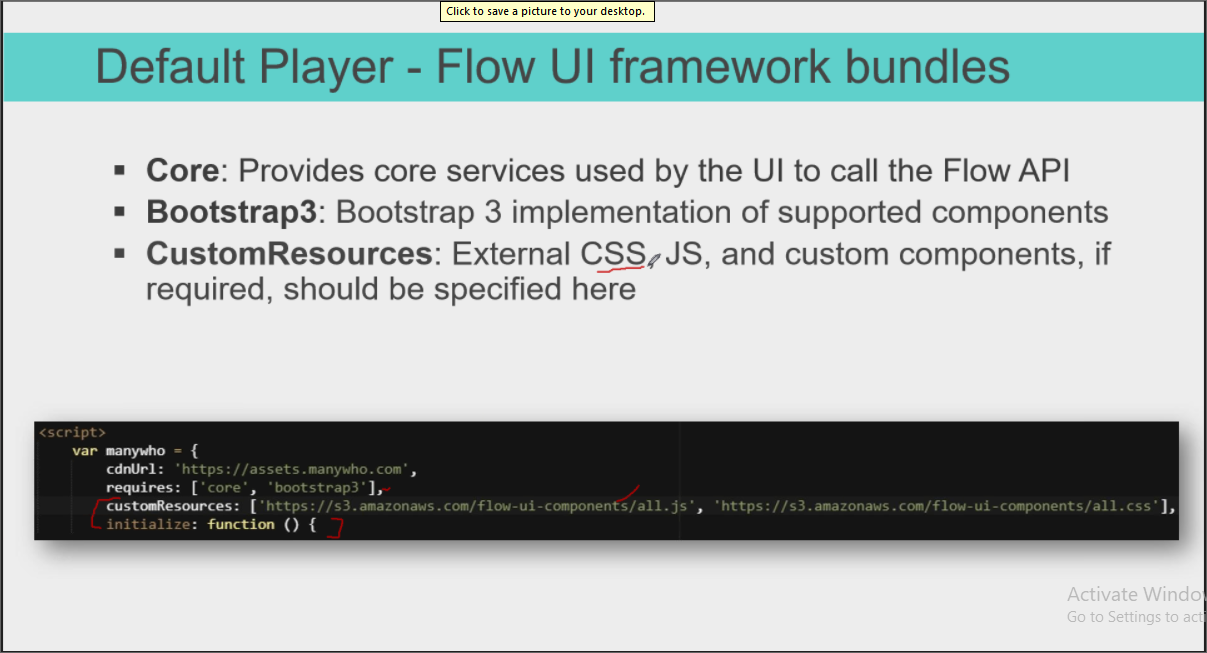 Click to save a picture to your desktop.
Default Player - Flow UI framework bundles
▪ Core: Provides core services used by the UI to call the Flow API
▪ Bootstrap3: Bootstrap 3 implementation of supported components
▪ CustomResources: External CSS, JS, and custom components, if
required, should be specified here
<script>
var manywho = {
cdnUrl: 'https://assets.manywho.com',
requires: ['core', 'bootstrap3'],
customResources: ['https://s3.amazonaws.com/flow-ui-components/all.js', 'https://s3.amazonaws.com/flow-ui-components/all.css'],
initialize: function () {
Activate Windo
Go to Settings to acti